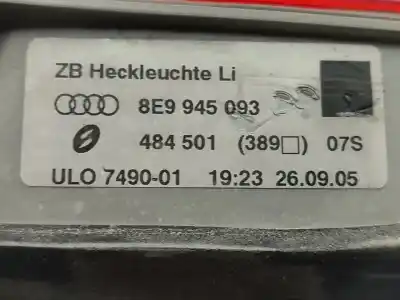 ZB Heckleuchte Li
8E9 945 093
484 501 (389□) 07S
ULO 7490-01 19:23 26.09.05